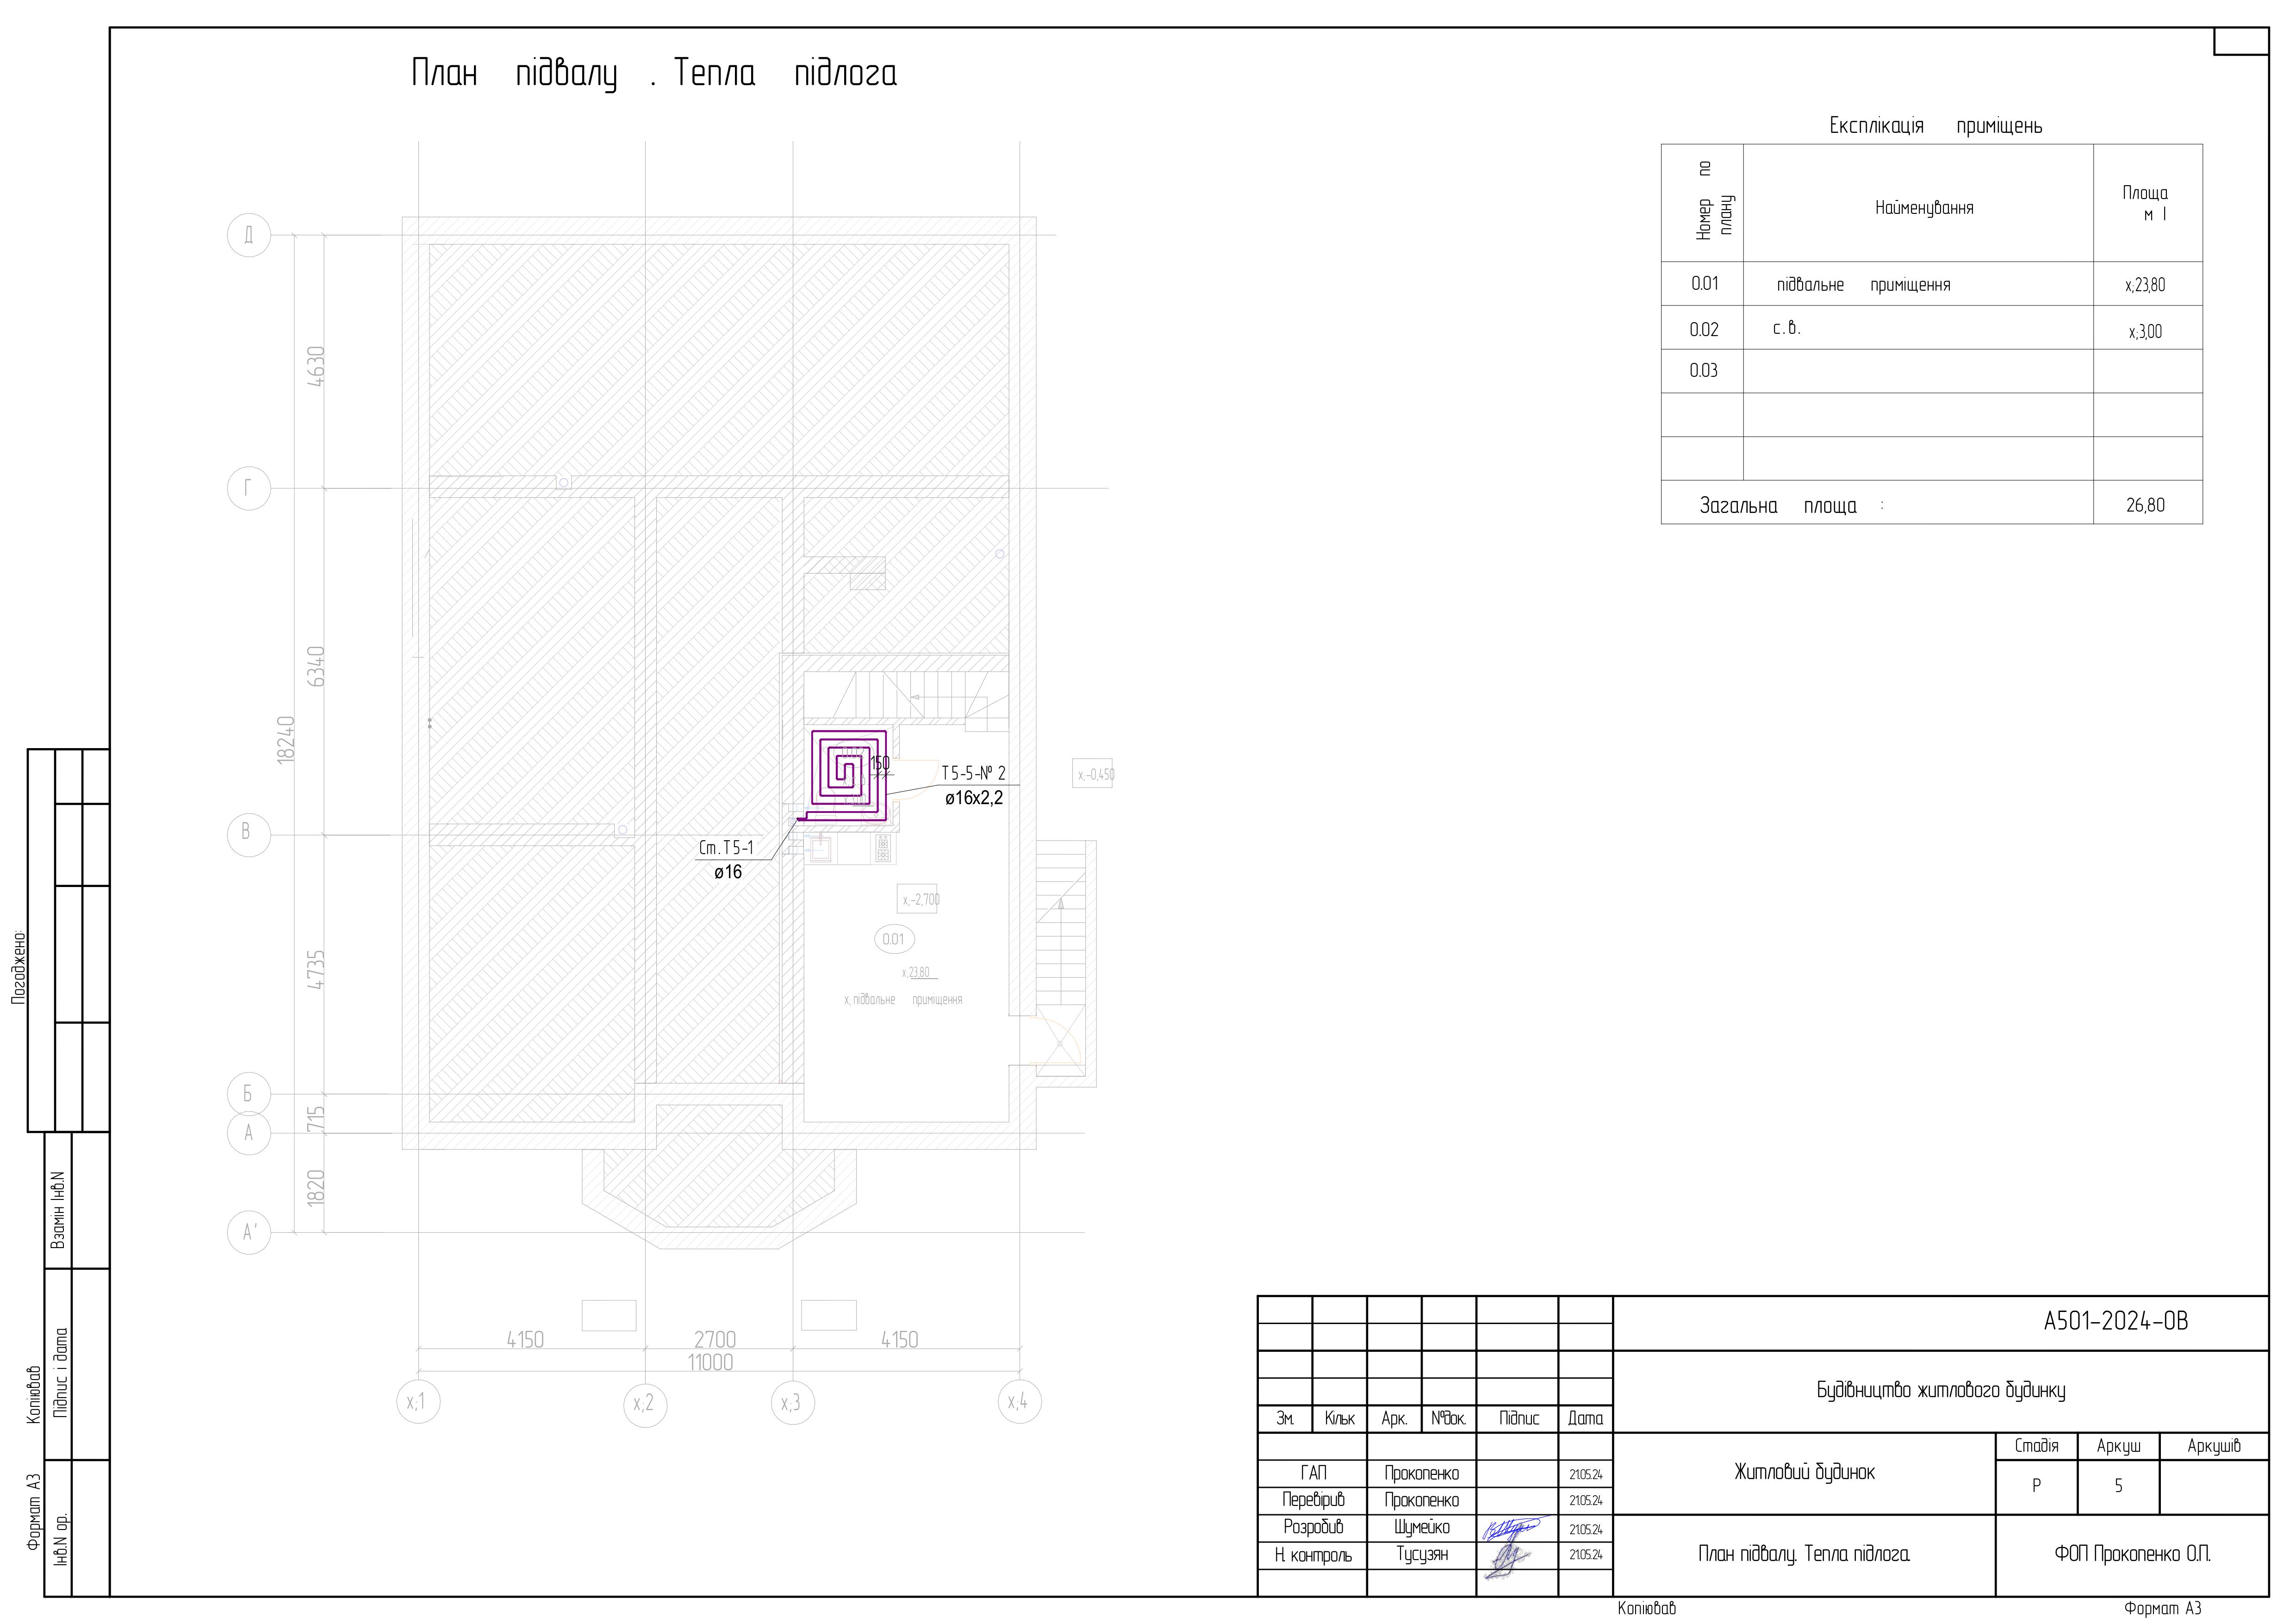 План підвалу . Тепла підлога
Експлікація приміщень
Номер по
плану
Найменування
Площа
м І
0.01 підвальне приміщення х;23,80
0.02 с.в. х;3,00
0.03
Загальна площа : 26,80
Д
Г
В
Б
А
А'
4630
6340
18240
4735
715
1820
150
Т5-5-№ 2
ø16х2,2
х;-0,450
Ст.Т5-1
ø16
х;-2,700
0.01
х;23,80
х; підвальне приміщення
4150 2700 4150
11000
х;1 х;2 х;3 х;4
Погоджено:
Взамін Інв.N
Підпис і дата
Інв.N ор.
Копіював
Формат А3
А501-2024-ОВ
Будівництво житлового будинку
Зм. Кільк Арк. №док. Підпис Дата
Житловий будинок
Стадія Аркуш Аркушів
Р 5
ГАП Прокопенко 21.05.24
Перевірив Прокопенко 21.05.24
Розробив Шумейко 21.05.24
Н. контроль Тусузян 21.05.24
План підвалу. Тепла підлога.
ФОП Прокопенко О.П.
Копіював Формат А3